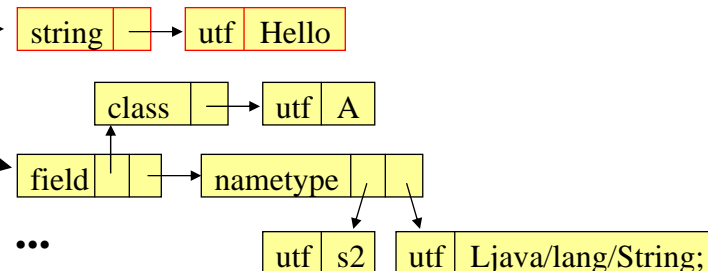 string utf Hello
class utf A
field nametype
••• utf s2 utf Ljava/lang/String;